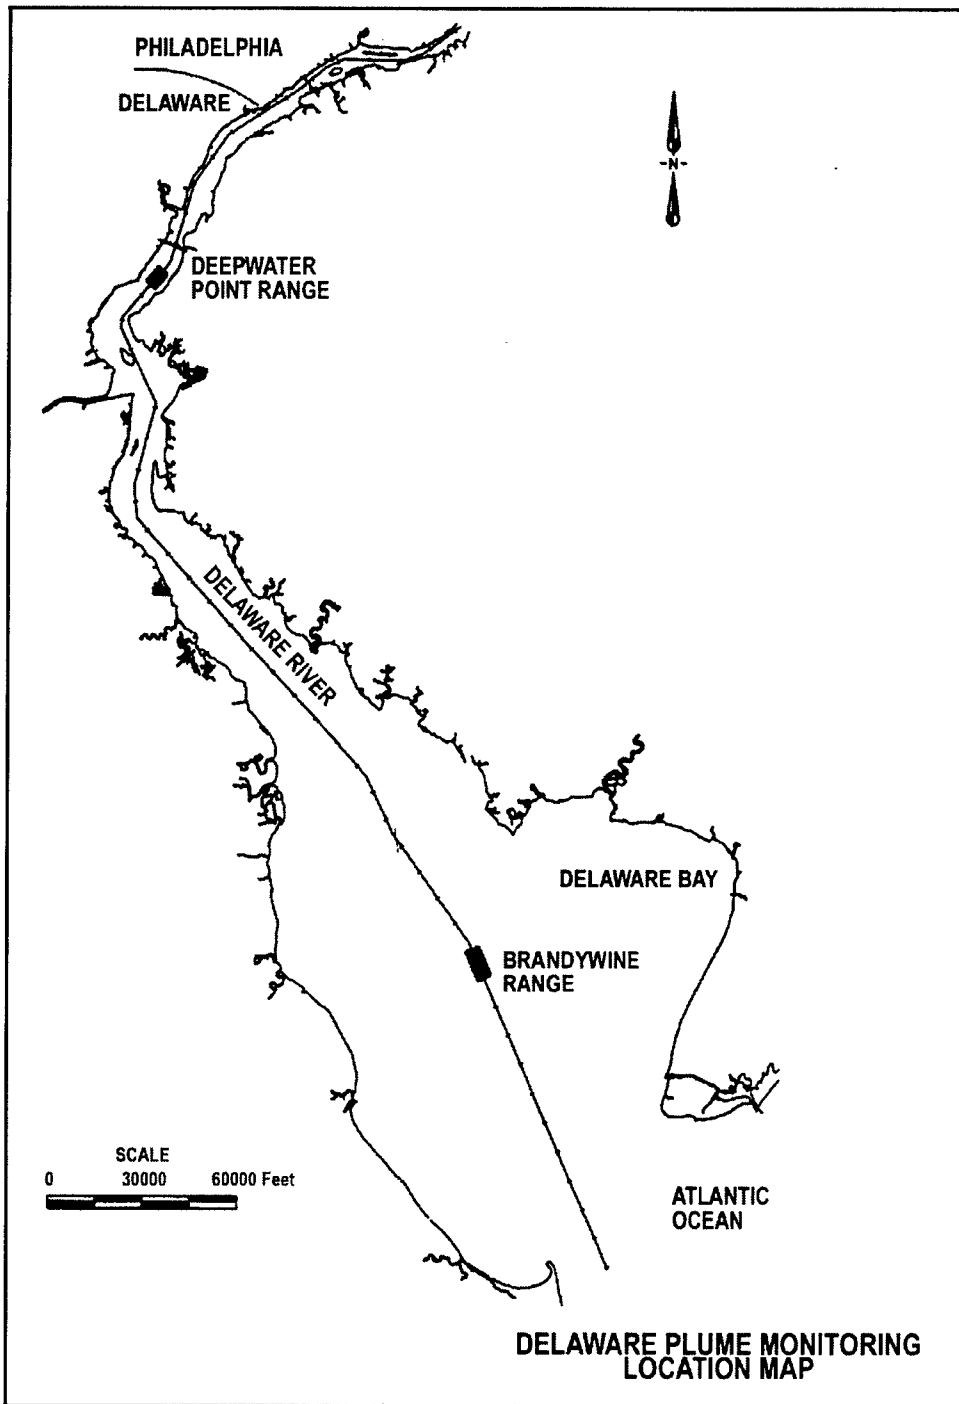 PHILADELPHIA
DELAWARE
-N-
DEEPWATER
POINT RANGE
DELAWARE RIVER
DELAWARE BAY
BRANDYWINE
RANGE
SCALE
0 30000 60000 Feet
ATLANTIC
OCEAN
DELAWARE PLUME MONITORING
LOCATION MAP